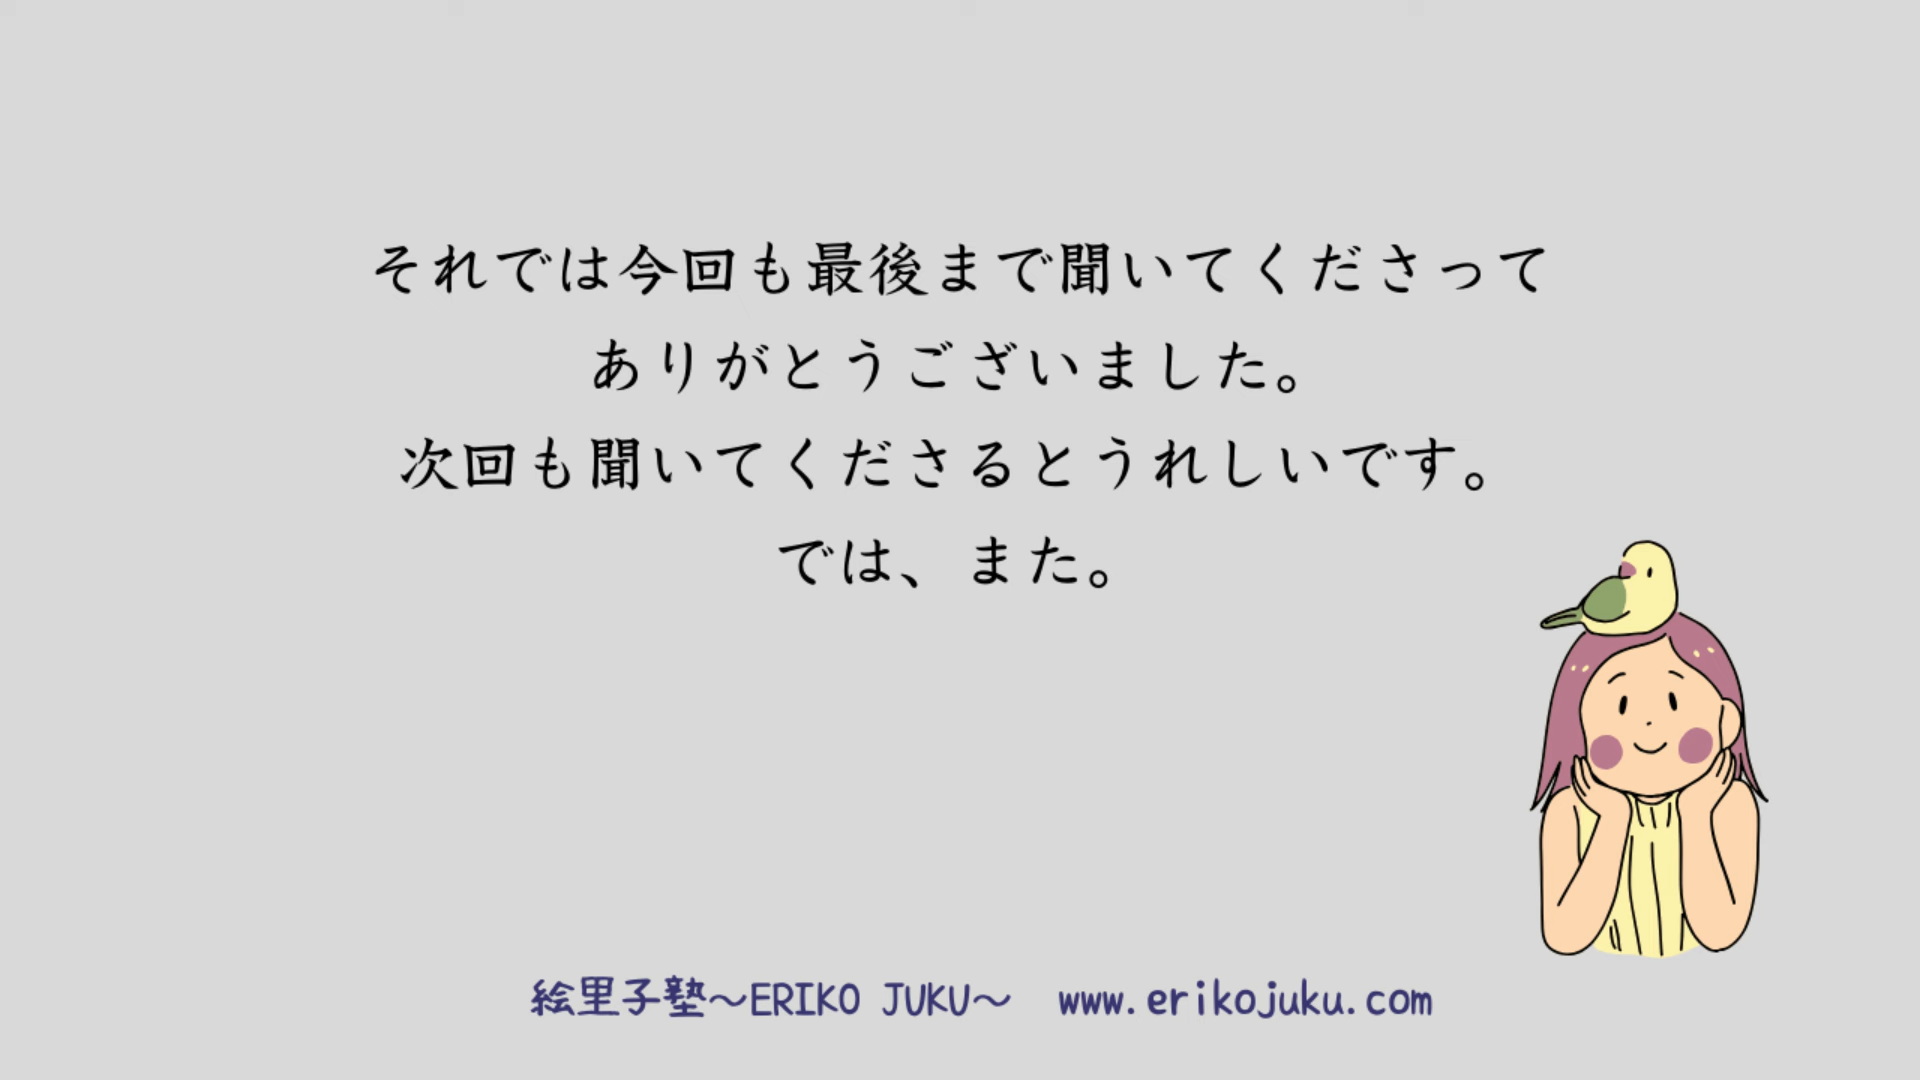 それでは今回も最後まで聞いてくださって
ありがとうございました。
次回も聞いてくださるとうれしいです。
では、また。
絵里子塾～ERIKO JUKU～　www.erikojuku.com